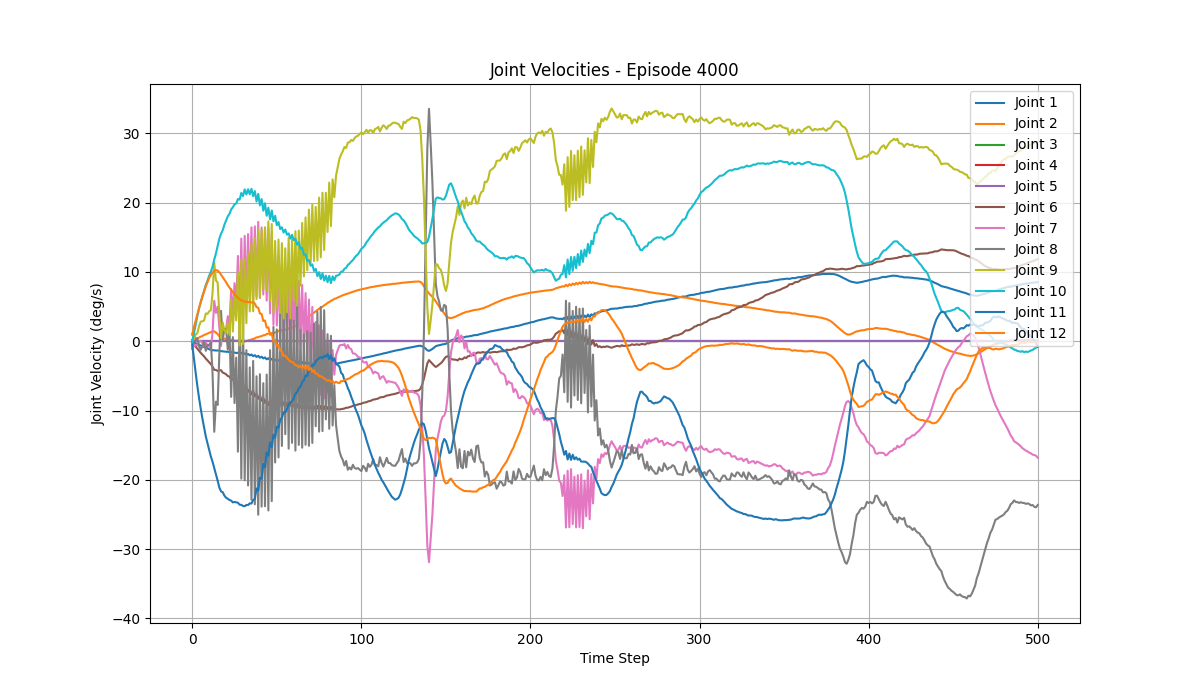 Joint Velocities - Episode 4000
Joint Velocity (deg/s)
30
20
10
0
−10
−20
−30
−40
0
100
200
300
400
500
Time Step
Joint 1
Joint 2
Joint 3
Joint 4
Joint 5
Joint 6
Joint 7
Joint 8
Joint 9
Joint 10
Joint 11
Joint 12